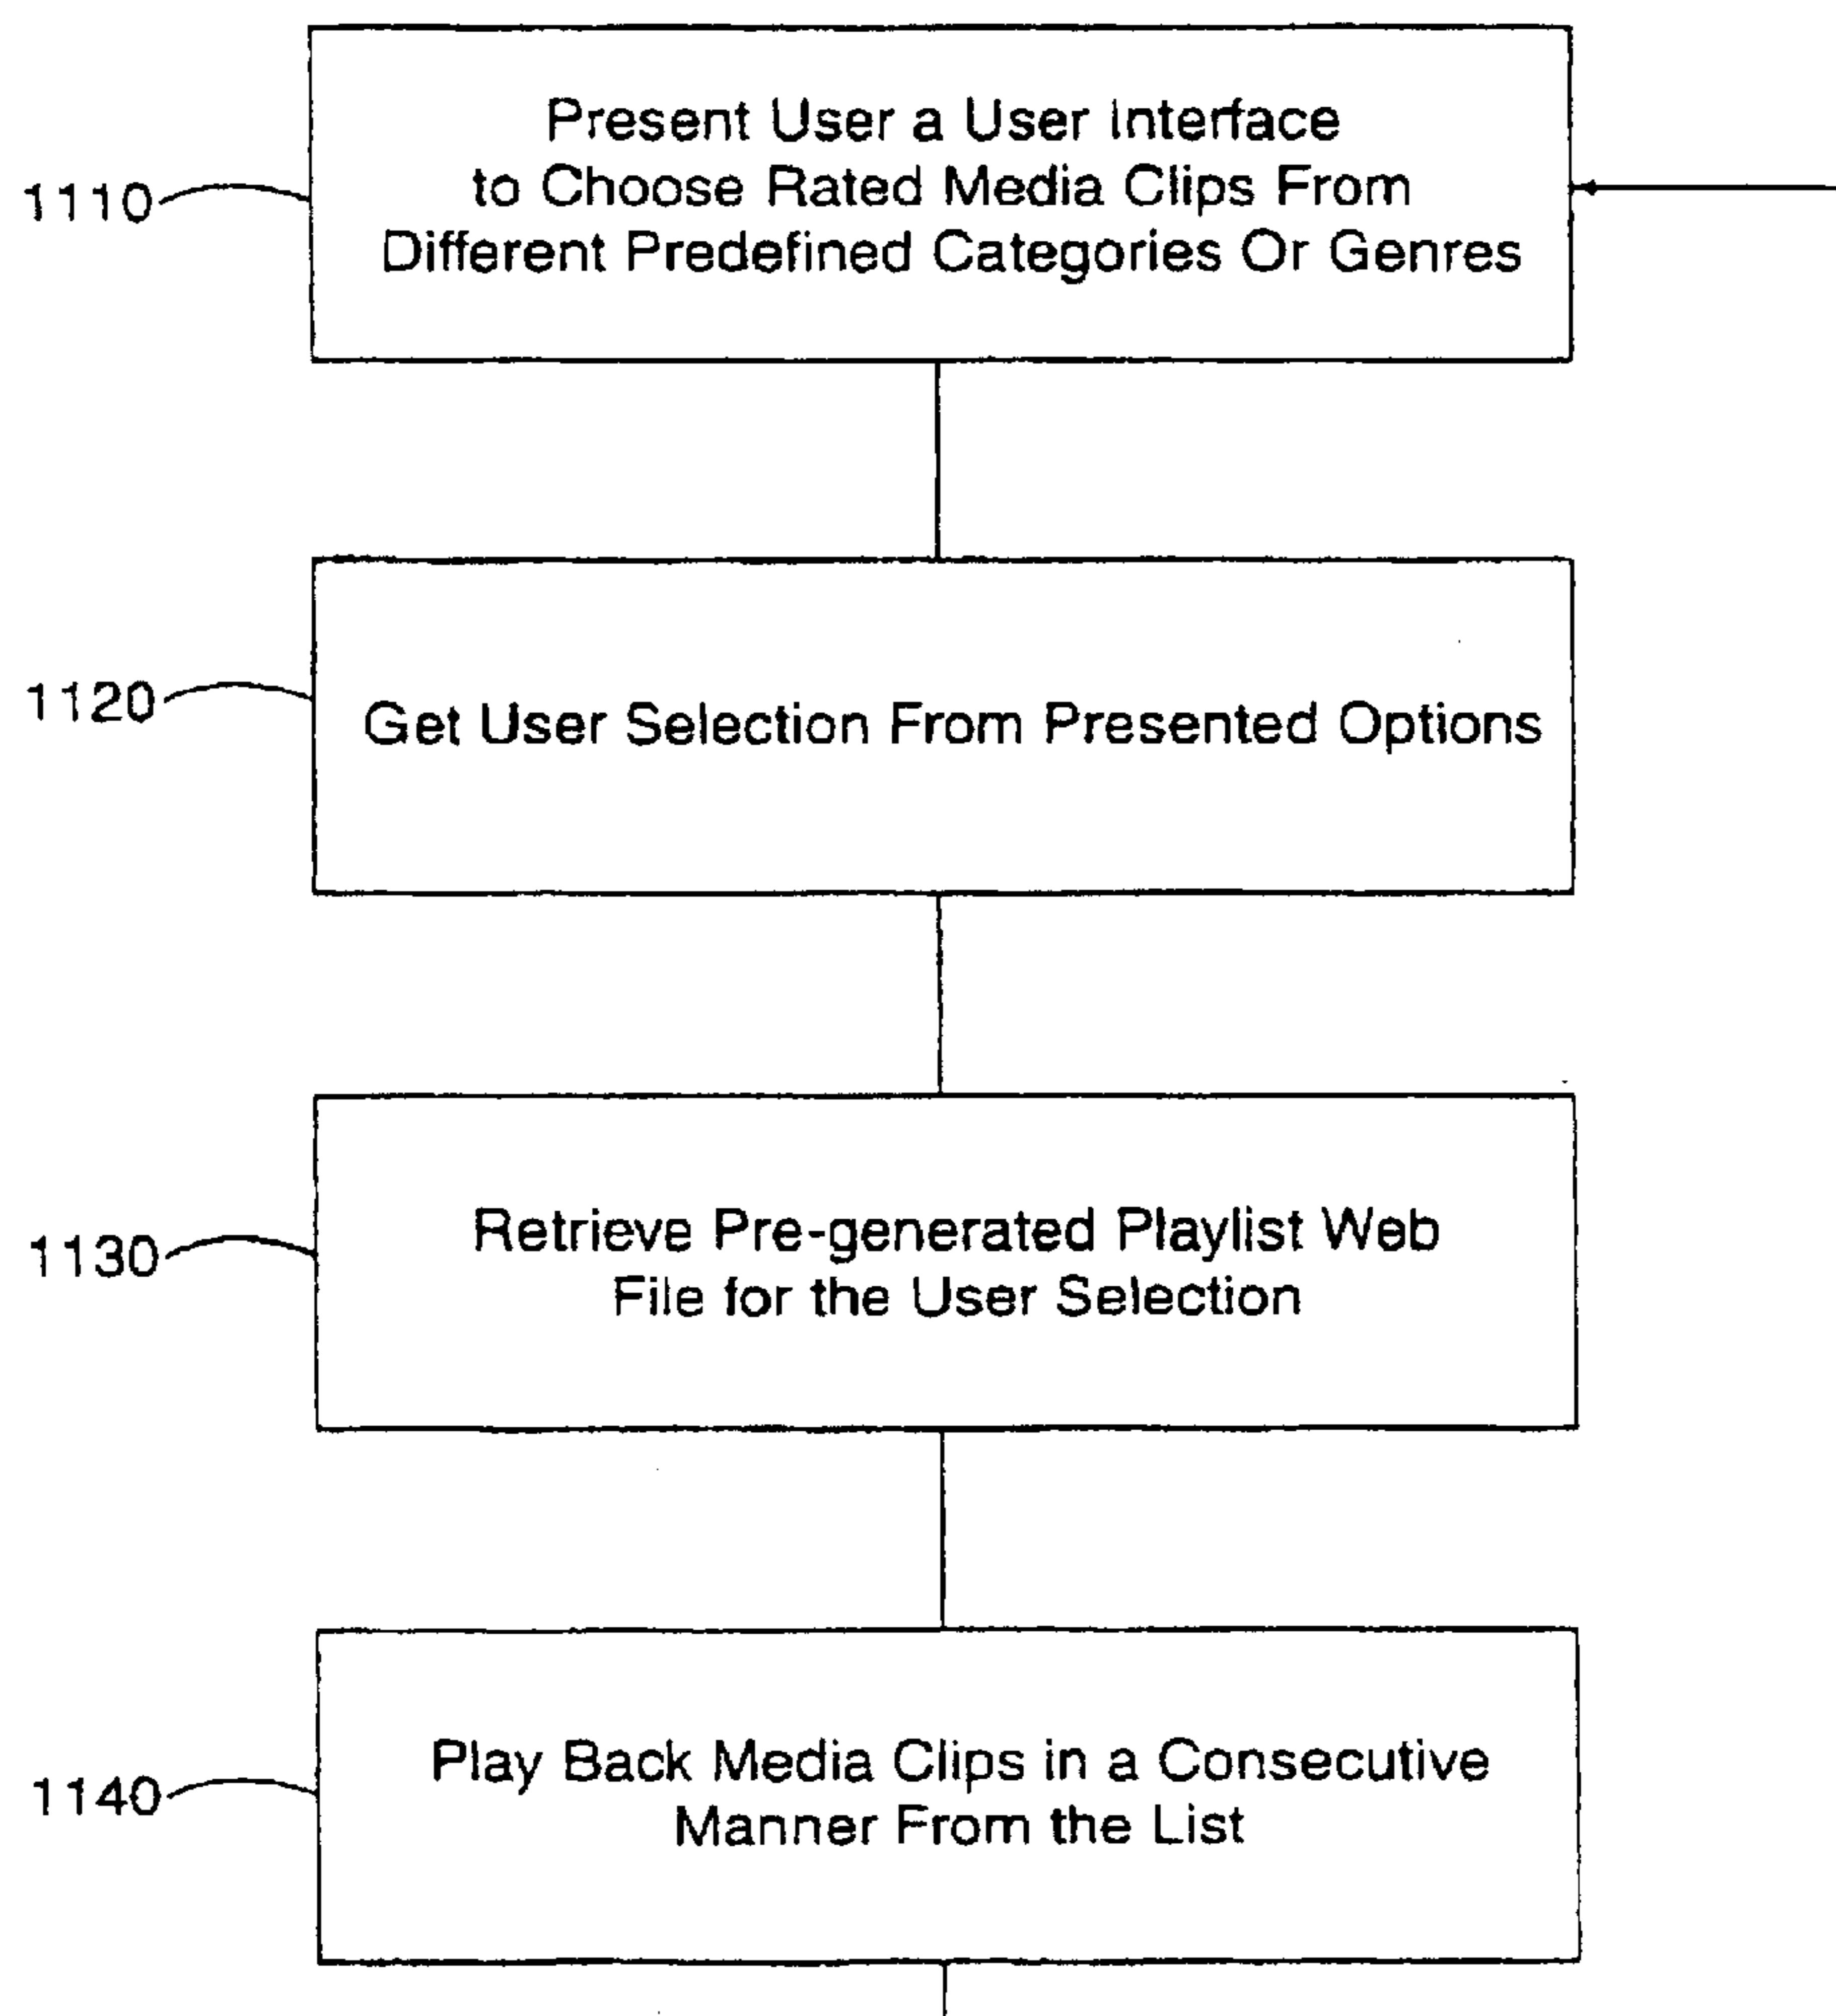 Present User a User Interface
to Choose Rated Media Clips From
Different Predefined Categories Or Genres
1110
Get User Selection From Presented Options
1120
Retrieve Pre-generated Playlist Web
File for the User Selection
1130
Play Back Media Clips in a Consecutive
Manner From the List
1140